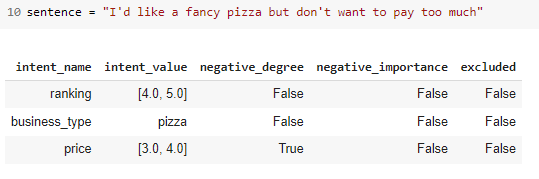 10 sentence = "I'd like a fancy pizza but don't want to pay too much"
intent_name intent_value negative_degree negative_importance excluded
ranking [4.0, 5.0] False False False
business_type pizza False False False
price [3.0, 4.0] True False False